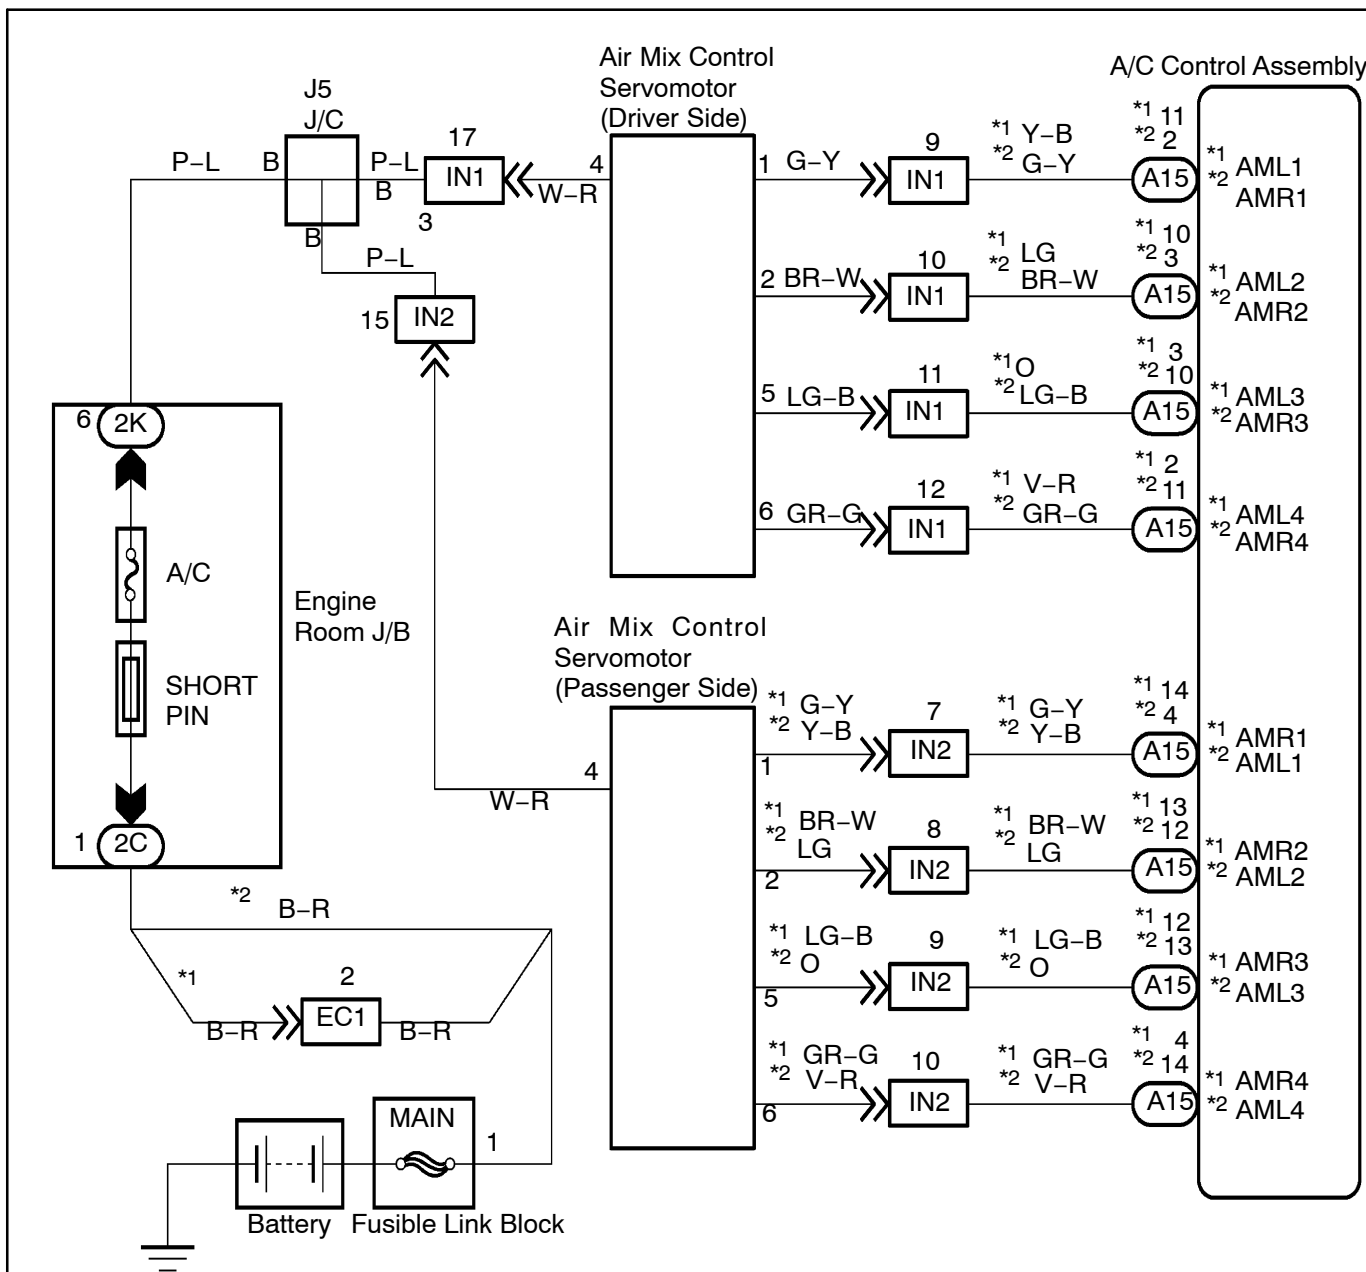 Air Mix Control
Servomotor
(Driver Side)
A/C Control Assembly
J5
J/C
P-L
B
P-L
B
B
17
IN1
3
4
W-R
P-L
15
IN2
1
G-Y
9
IN1
*1 Y-B
*2 G-Y
*1 11
*2 2
A15
*1 AML1
*2 AMR1
2
BR-W
10
IN1
*1 LG
*2 BR-W
*1 10
*2 3
A15
*1 AML2
*2 AMR2
5
LG-B
11
IN1
*1 O
*2 LG-B
*1 3
*2 10
A15
*1 AML3
*2 AMR3
6
GR-G
12
IN1
*1 V-R
*2 GR-G
*1 2
*2 11
A15
*1 AML4
*2 AMR4
6
2K
A/C
SHORT
PIN
1
2C
Engine
Room J/B
Air Mix Control
Servomotor
(Passenger Side)
4
W-R
*1 G-Y
*2 Y-B
1
7
IN2
*1 G-Y
*2 Y-B
*1 14
*2 4
A15
*1 AMR1
*2 AML1
*1 BR-W
*2 LG
2
8
IN2
*1 BR-W
*2 LG
*1 13
*2 12
A15
*1 AMR2
*2 AML2
*1 LG-B
*2 O
5
9
IN2
*1 LG-B
*2 O
*1 12
*2 13
A15
*1 AMR3
*2 AML3
*1 GR-G
*2 V-R
6
10
IN2
*1 GR-G
*2 V-R
*1 4
*2 14
A15
*1 AMR4
*2 AML4
*2
B-R
*1
B-R
2
EC1
B-R
MAIN
1
Battery
Fusible Link Block